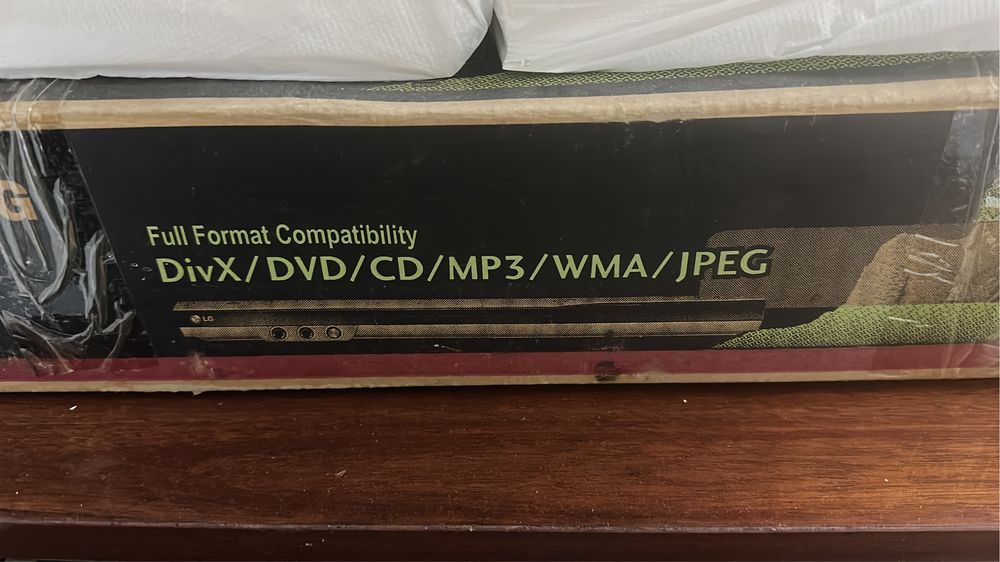 G
Full Format Compatibility
DivX/DVD/CD/MP3/WMA/JPEG
LG